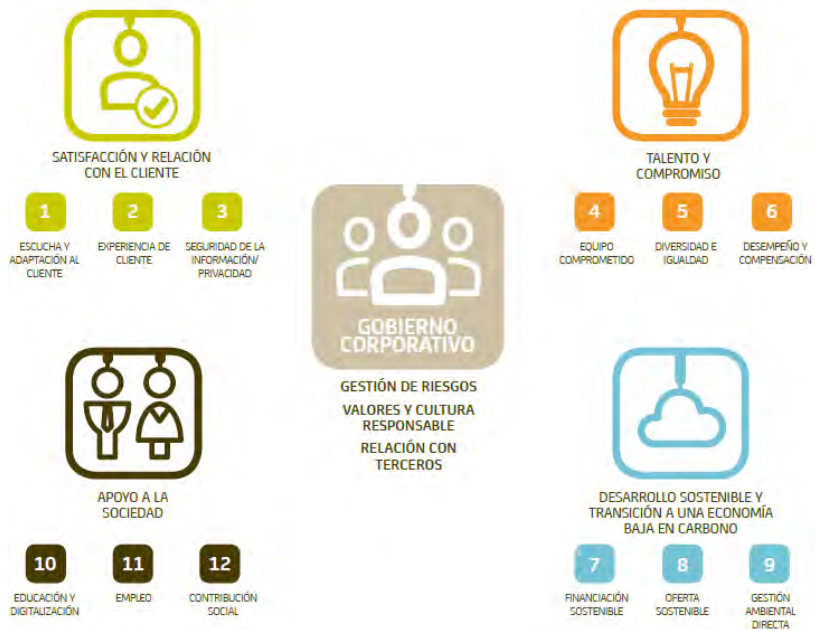 SATISFACCIÓN Y RELACIÓN
CON EL CLIENTE
1
ESCUCHA Y
ADAPTACIÓN AL
CLIENTE
2
EXPERIENCIA DE
CLIENTE
3
SEGURIDAD DE LA
INFORMACIÓN/
PRIVACIDAD
TALENTO Y
COMPROMISO
4
EQUIPO
COMPROMETIDO
5
DIVERSIDAD E
IGUALDAD
6
DESEMPEÑO Y
COMPENSACIÓN
GOBIERNO
CORPORATIVO
GESTIÓN DE RIESGOS
VALORES Y CULTURA
RESPONSABLE
RELACIÓN CON
TERCEROS
DESARROLLO SOSTENIBLE Y
TRANSICIÓN A UNA ECONOMÍA
BAJA EN CARBONO
7
FINANCIACIÓN
SOSTENIBLE
8
OFERTA
SOSTENIBLE
9
GESTIÓN
AMBIENTAL
DIRECTA
APOYO A LA
SOCIEDAD
10
EDUCACIÓN Y
DIGITALIZACIÓN
11
EMPLEO
12
CONTRIBUCIÓN
SOCIAL